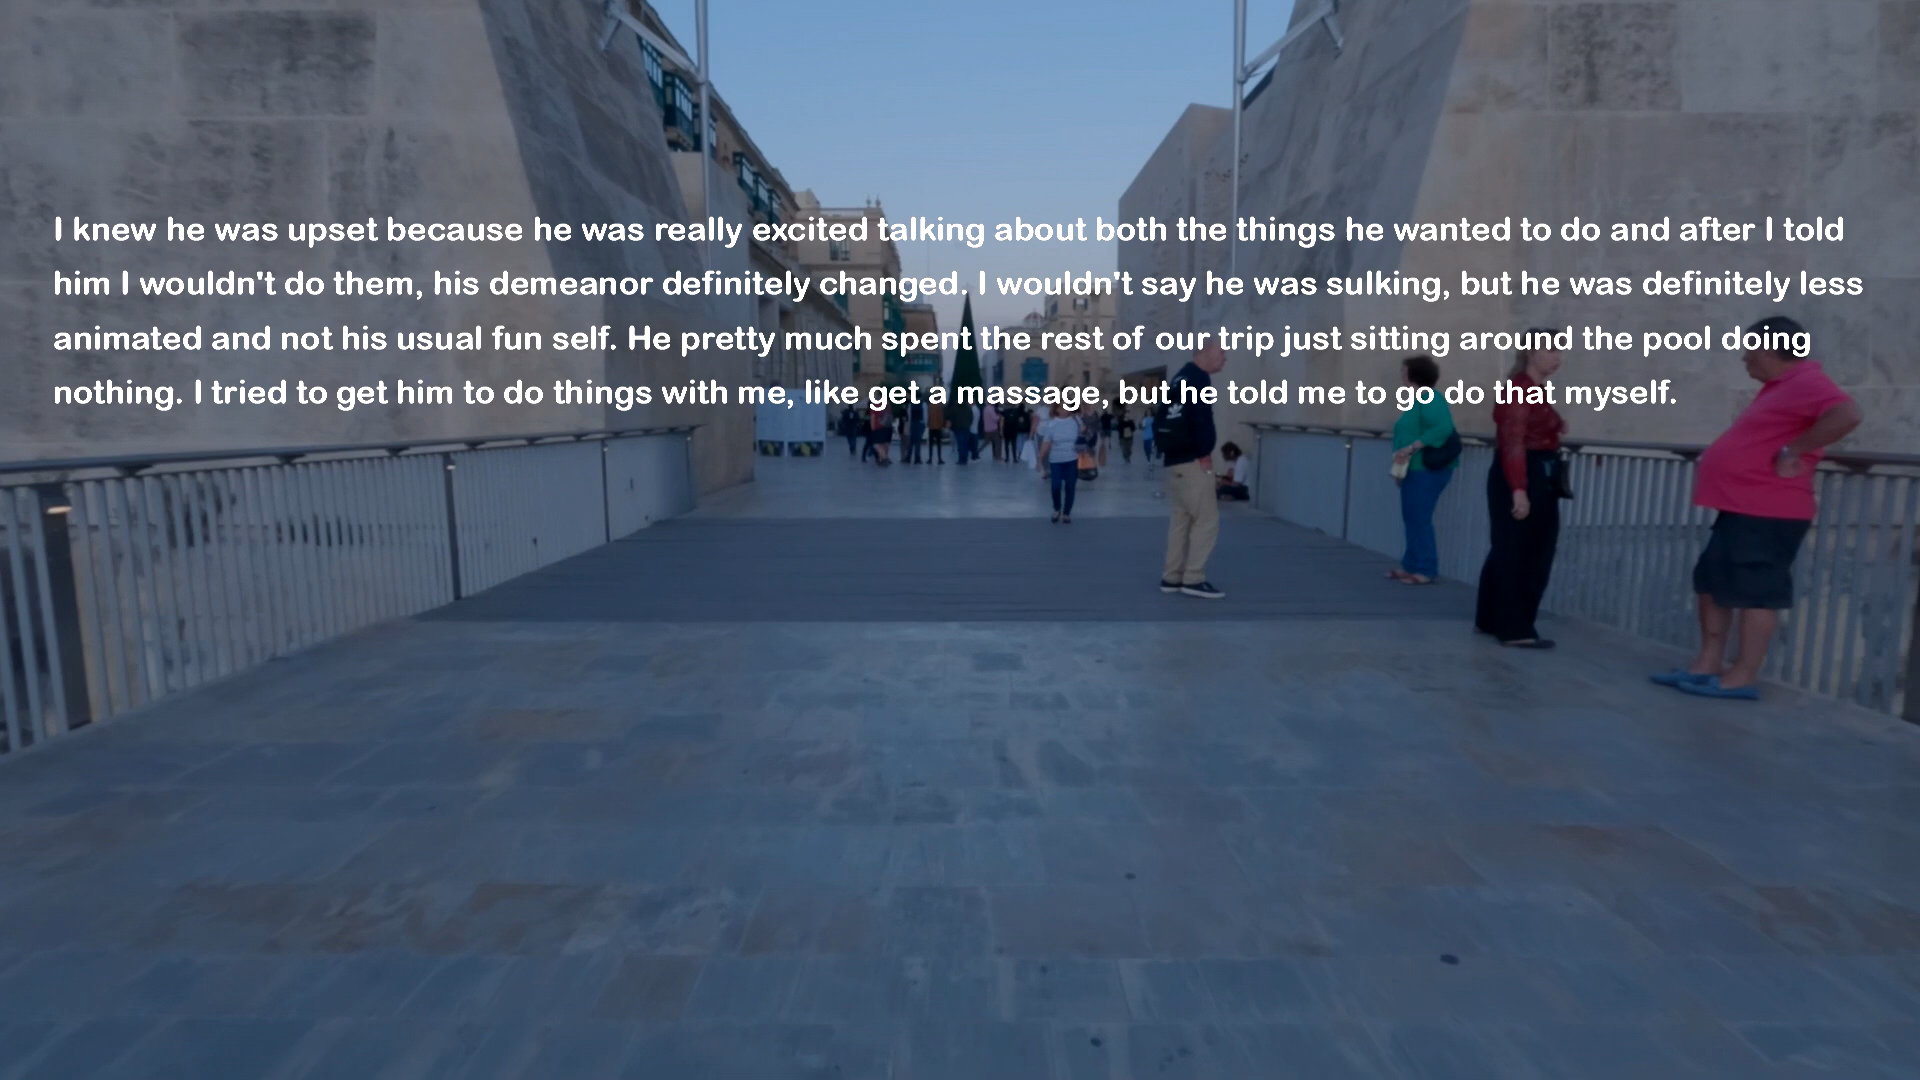 I knew he was upset because he was really excited talking about both the things he wanted to do and after I told
him I wouldn't do them, his demeanor definitely changed. I wouldn't say he was sulking, but he was definitely less
animated and not his usual fun self. He pretty much spent the rest of our trip just sitting around the pool doing
nothing. I tried to get him to do things with me, like get a massage, but he told me to go do that myself.